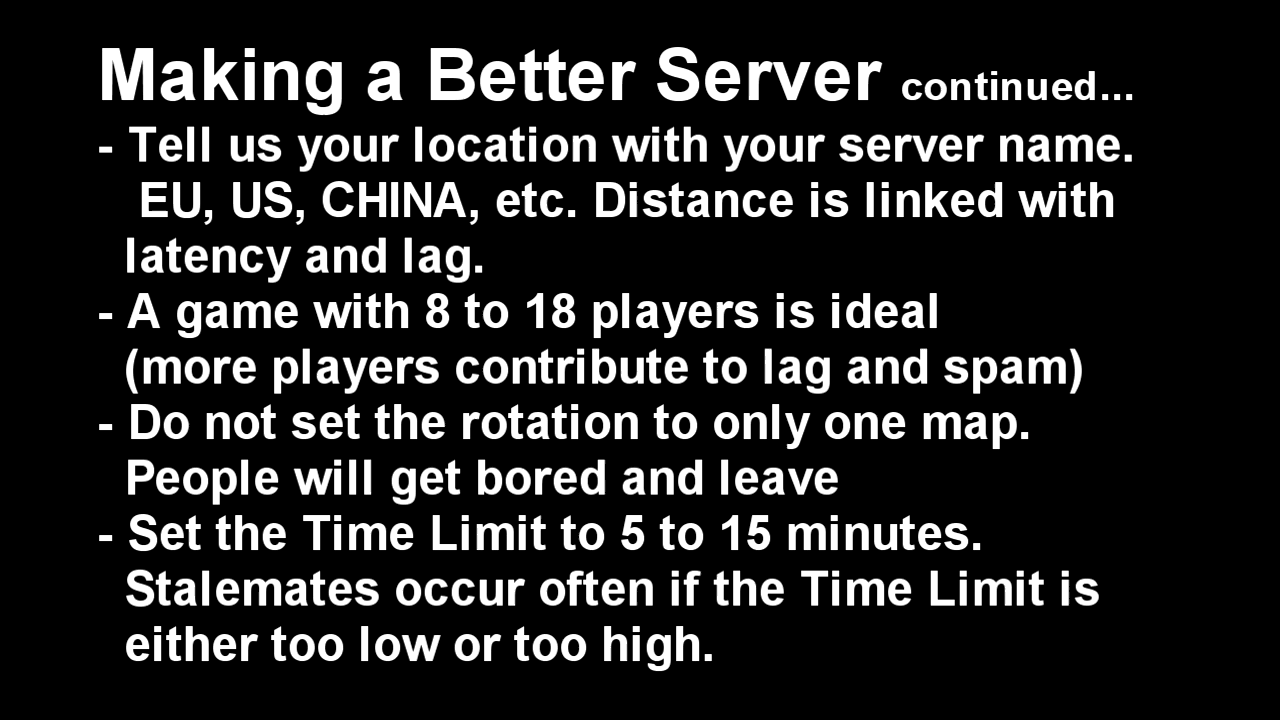 Making a Better Server continued...
- Tell us your location with your server name.
EU, US, CHINA, etc. Distance is linked with
latency and lag.
- A game with 8 to 18 players is ideal
(more players contribute to lag and spam)
- Do not set the rotation to only one map.
People will get bored and leave
- Set the Time Limit to 5 to 15 minutes.
Stalemates occur often if the Time Limit is
either too low or too high.